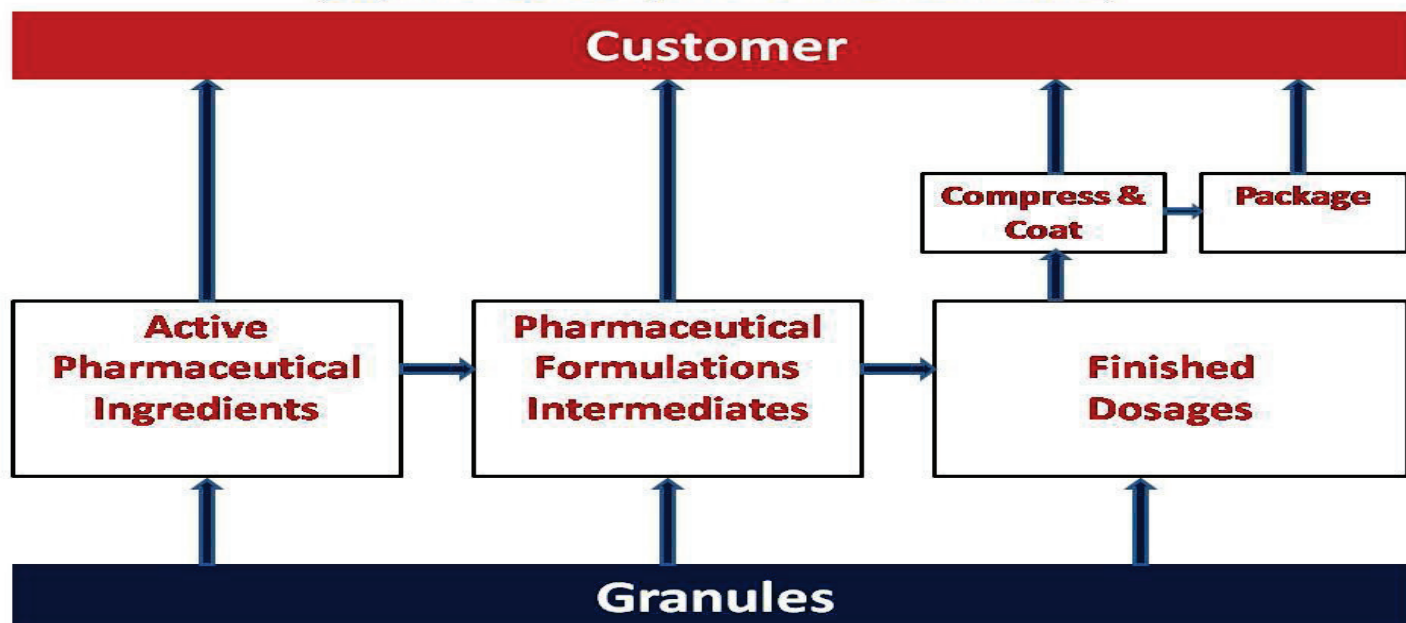 Customer
Compress &
Coat
Package
Active
Pharmaceutical
Ingredients
Pharmaceutical
Formulations
Intermediates
Finished
Dosages
Granules